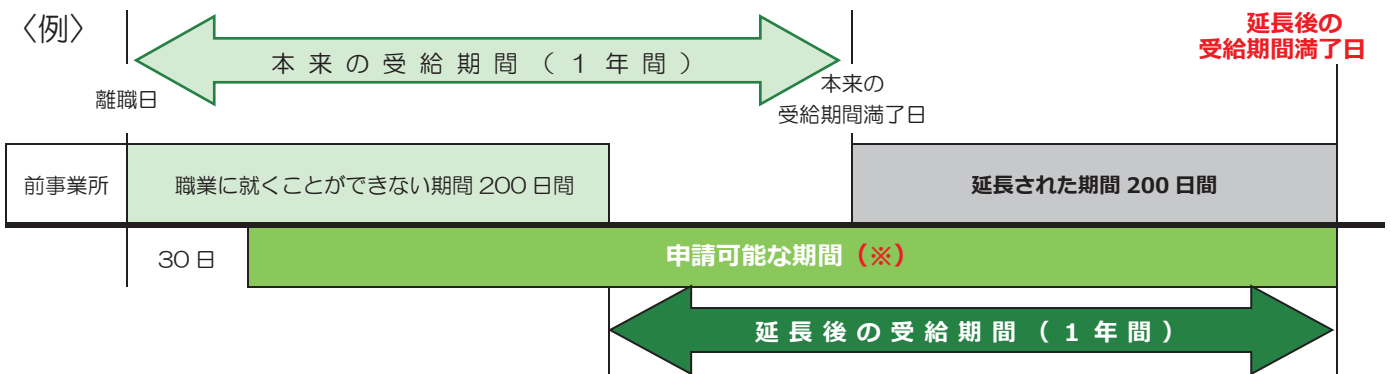 〈例〉
延長後の
受給期間満了日
本来の受給期間（１年間）
離職日
本来の
受給期間満了日
前事業所
職業に就くことができない期間 200 日間
延長された期間 200 日間
30 日
申請可能な期間（※）
延長後の受給期間（１年間）